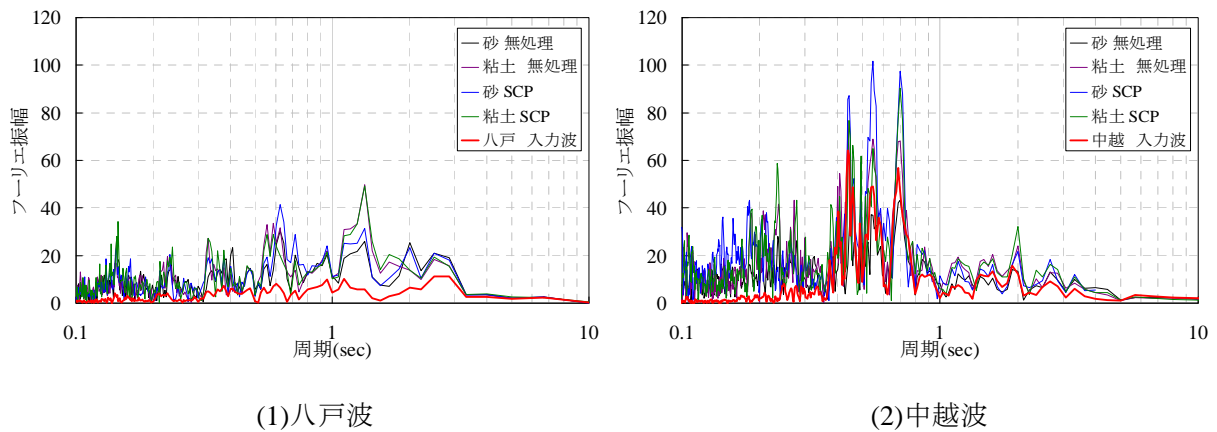 120
100
80
60
40
20
0
フーリエ振幅
砂 無処理
粘土 無処理
砂 SCP
粘土 SCP
八戸 入力波
0.1
1
10
周期(sec)
(1)八戸波
120
100
80
60
40
20
0
フーリエ振幅
砂 無処理
粘土 無処理
砂 SCP
粘土 SCP
中越 入力波
0.1
1
10
周期(sec)
(2)中越波